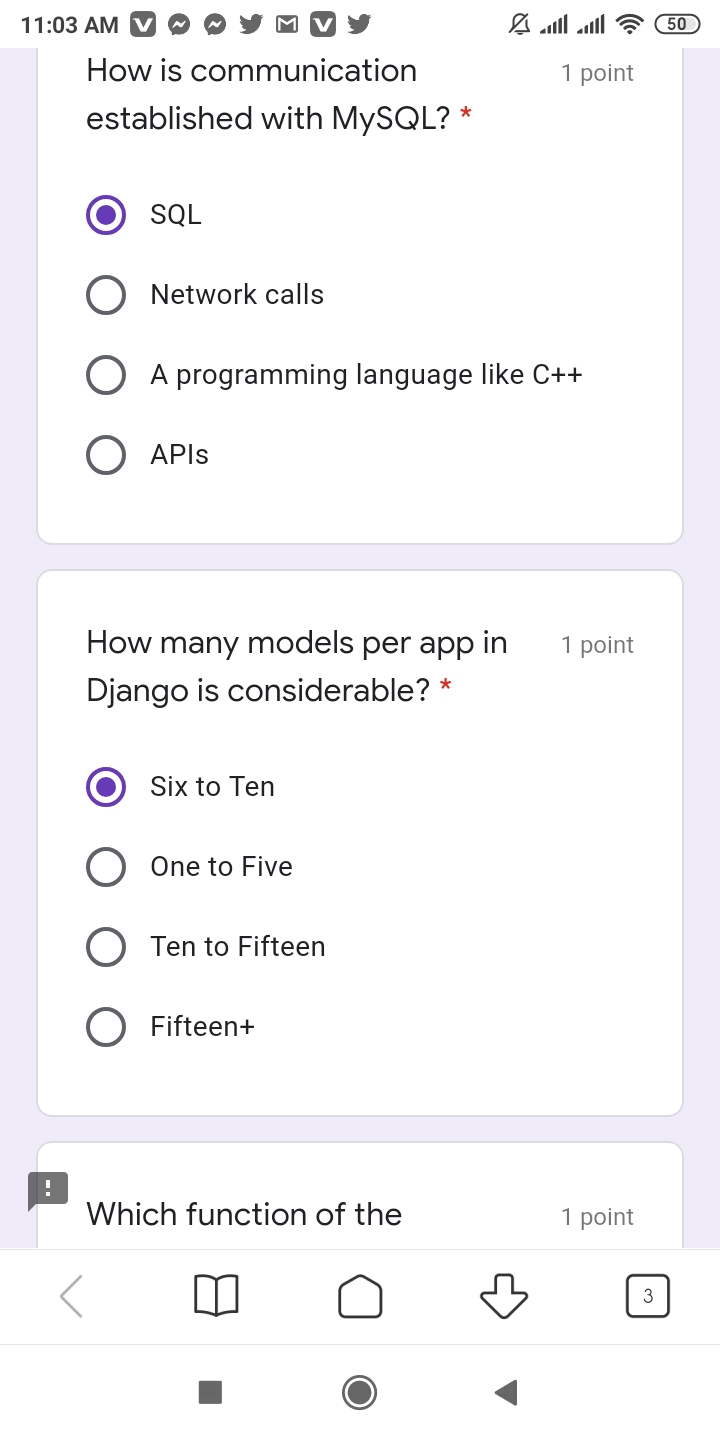 11:03 AM
50
How is communication
1 point
established with MySQL? *
SQL
Network calls
A programming language like C++
APIs
How many models per app in
1 point
Django is considerable? *
Six to Ten
One to Five
Ten to Fifteen
Fifteen+
Which function of the
1 point
3